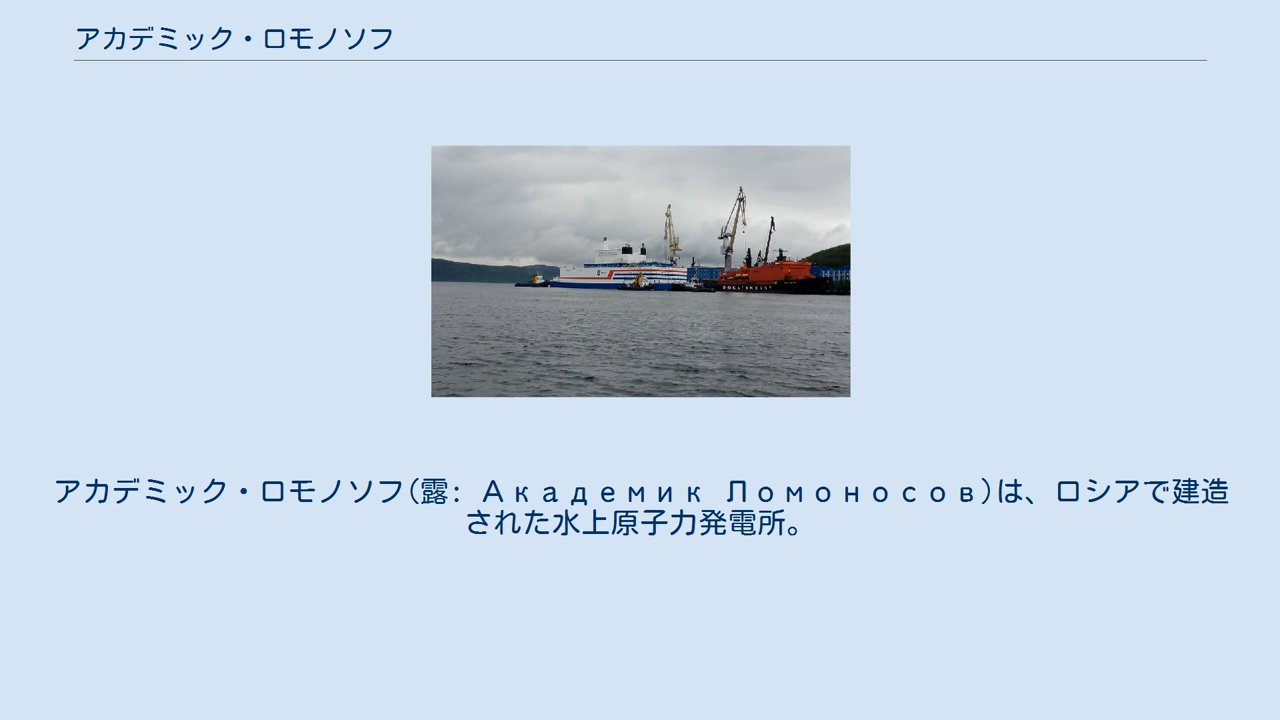 アカデミック・ロモノソフ
アカデミック・ロモノソフ(露: Академик Ломоносов)は、ロシアで建造
された水上原子力発電所。